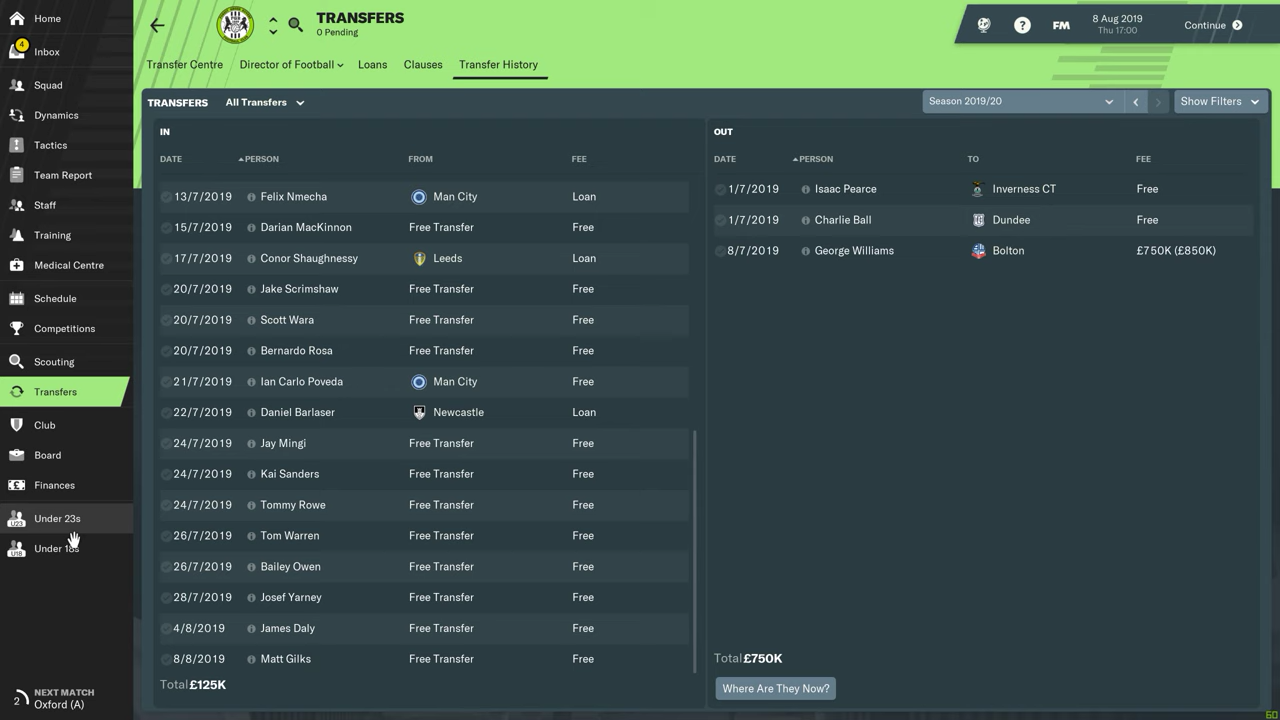 Home
4
Inbox
Squad
Dynamics
Tactics
Team Report
Staff
Training
Medical Centre
Schedule
Competitions
Scouting
Transfers
Club
Board
Finances
U23 Under 23s
U18 Under 18s
2 NEXT MATCH
Oxford (A)
TRANSFERS
0 Pending
? FM 8 Aug 2019
Thu 17:00
Continue
Transfer Centre Director of Football Loans Clauses Transfer History
TRANSFERS All Transfers Season 2019/20 Show Filters
IN
DATE PERSON FROM FEE
13/7/2019 Felix Nmecha Man City Loan
15/7/2019 Darian MacKinnon Free Transfer Free
17/7/2019 Conor Shaughnessy Leeds Loan
20/7/2019 Jake Scrimshaw Free Transfer Free
20/7/2019 Scott Wara Free Transfer Free
20/7/2019 Bernardo Rosa Free Transfer Free
21/7/2019 Ian Carlo Poveda Man City Free
22/7/2019 Daniel Barlaser Newcastle Loan
24/7/2019 Jay Mingi Free Transfer Free
24/7/2019 Kai Sanders Free Transfer Free
24/7/2019 Tommy Rowe Free Transfer Free
26/7/2019 Tom Warren Free Transfer Free
26/7/2019 Bailey Owen Free Transfer Free
28/7/2019 Josef Yarney Free Transfer Free
4/8/2019 James Daly Free Transfer Free
8/8/2019 Matt Gilks Free Transfer Free
Total £125K
OUT
DATE PERSON TO FEE
1/7/2019 Isaac Pearce Inverness CT Free
1/7/2019 Charlie Ball Dundee Free
8/7/2019 George Williams Bolton £750K (£850K)
Total £750K
Where Are They Now?
60